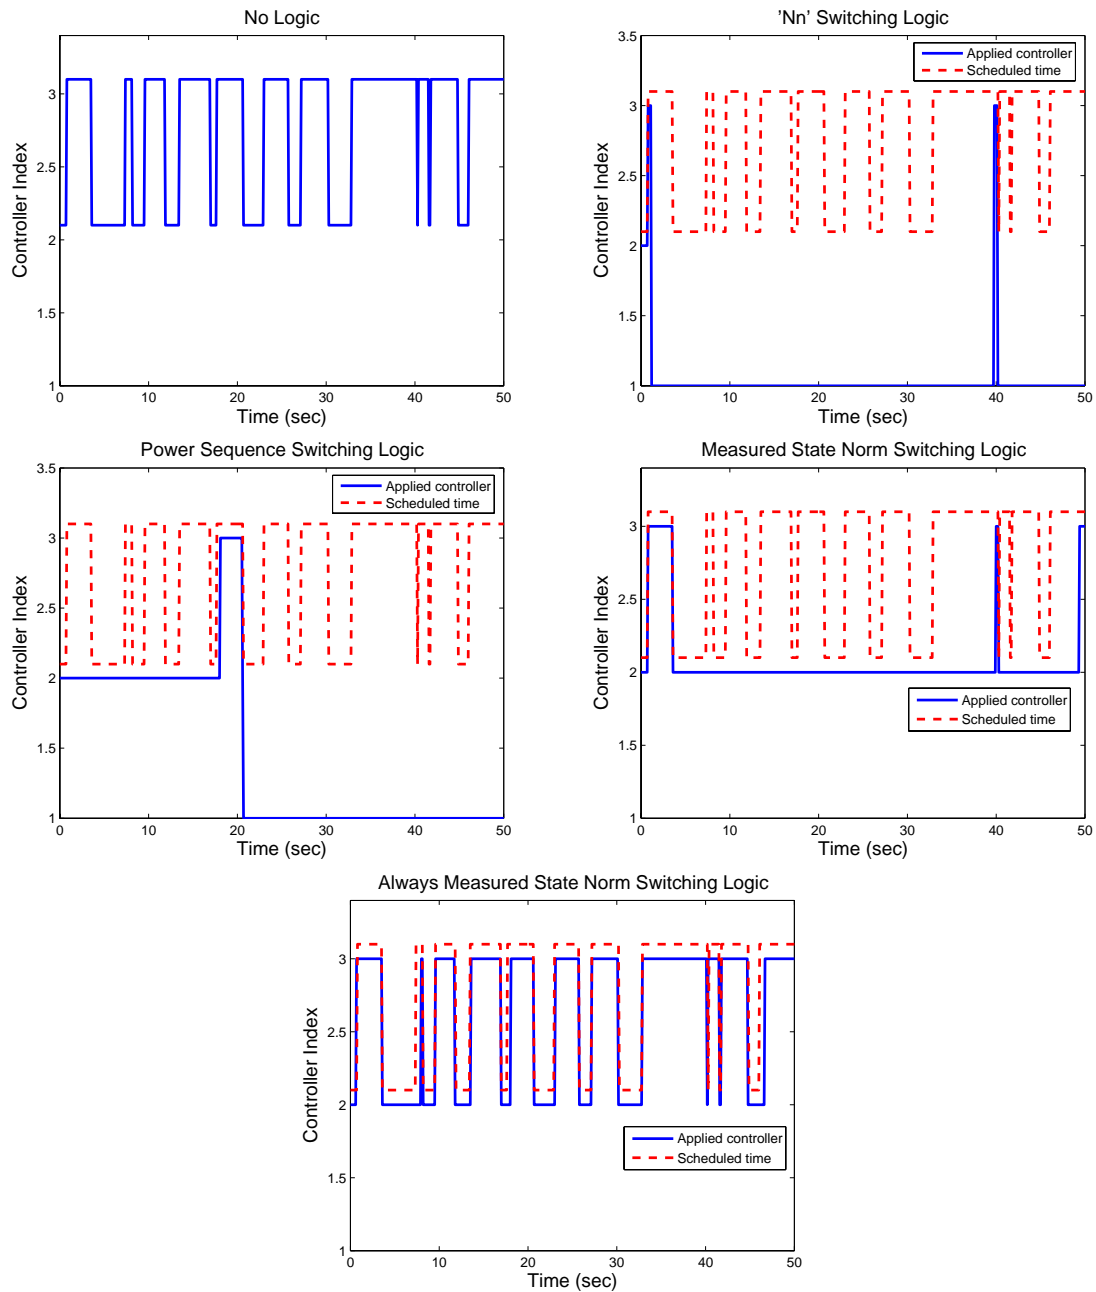 No Logic
3
2.5
2
1.5
1
0 10 20 30 40 50
Controller Index
Time (sec)
'Nn' Switching Logic
3.5
3
2.5
2
1.5
1
0 10 20 30 40 50
Controller Index
Time (sec)
Applied controller
Scheduled time
Power Sequence Switching Logic
3.5
3
2.5
2
1.5
1
0 10 20 30 40 50
Controller Index
Time (sec)
Applied controller
Scheduled time
Measured State Norm Switching Logic
3
2.5
2
1.5
1
0 10 20 30 40 50
Controller Index
Time (sec)
Applied controller
Scheduled time
Always Measured State Norm Switching Logic
3
2.5
2
1.5
1
0 10 20 30 40 50
Controller Index
Time (sec)
Applied controller
Scheduled time